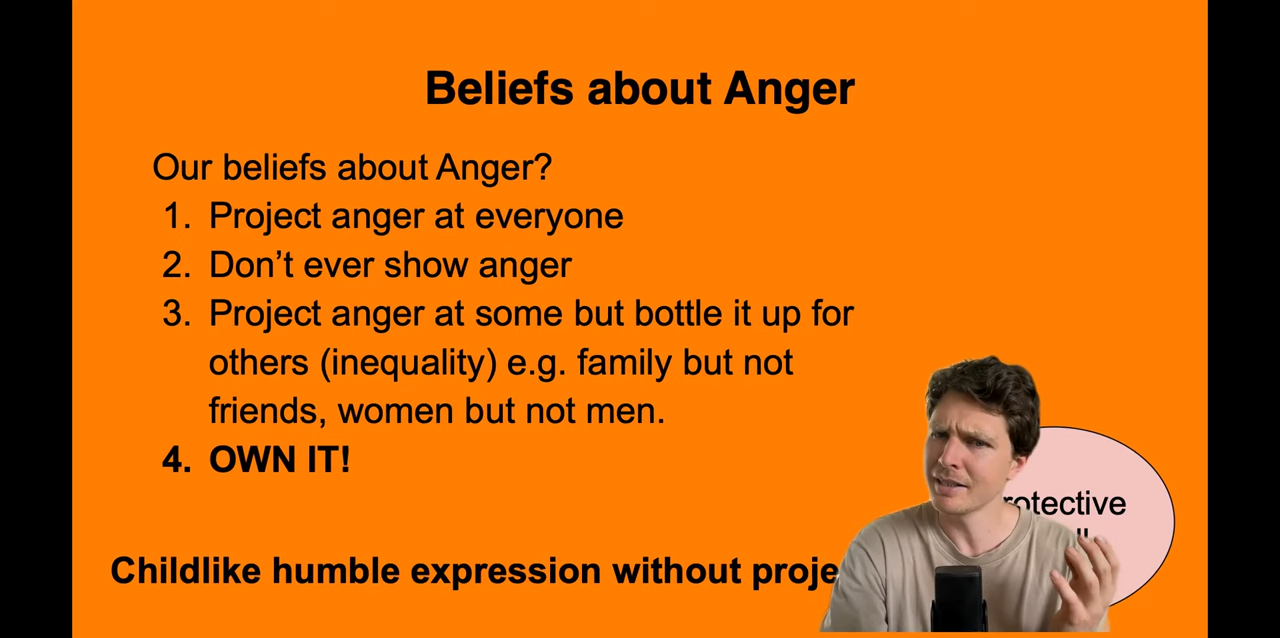 Beliefs about Anger
Our beliefs about Anger?
1. Project anger at everyone
2. Don’t ever show anger
3. Project anger at some but bottle it up for
others (inequality) e.g. family but not
friends, women but not men.
4. OWN IT!
Childlike humble expression without